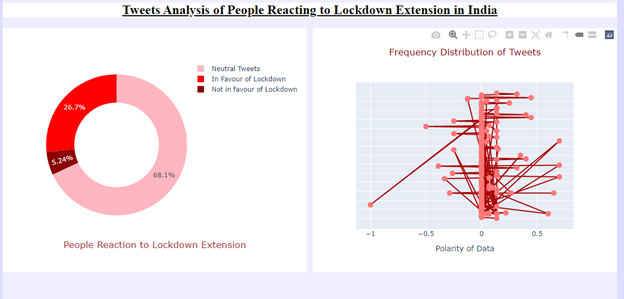 Tweets Analysis of People Reacting to Lockdown Extension in India
Neutral Tweets
In Favour of Lockdown
Not in favour of Lockdown
26.7%
5.24%
68.1%
People Reaction to Lockdown Extension
Frequency Distribution of Tweets
−1
−0.5
0
0.5
Polarity of Data